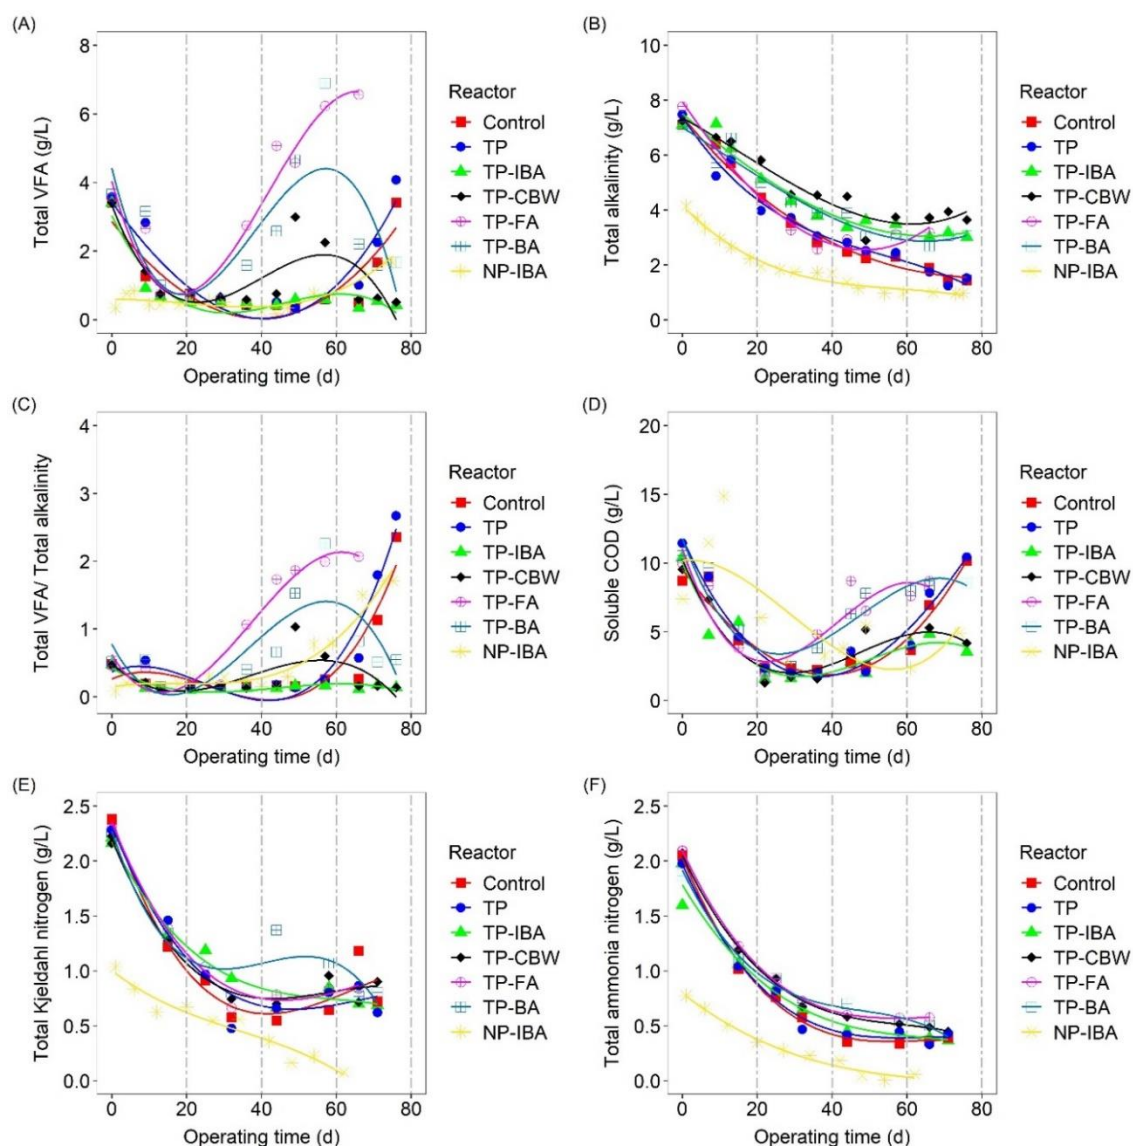 (A)
Total VFA (g/L)
8
6
4
2
0
0 20 40 60 80
Operating time (d)
Reactor
Control
TP
TP-IBA
TP-CBW
TP-FA
TP-BA
NP-IBA
(B)
Total alkalinity (g/L)
10
8
6
4
2
0
0 20 40 60 80
Operating time (d)
Reactor
Control
TP
TP-IBA
TP-CBW
TP-FA
TP-BA
NP-IBA
(C)
Total VFA/ Total alkalinity
4
3
2
1
0
0 20 40 60 80
Operating time (d)
Reactor
Control
TP
TP-IBA
TP-CBW
TP-FA
TP-BA
NP-IBA
(D)
Soluble COD (g/L)
20
15
10
5
0
0 20 40 60 80
Operating time (d)
Reactor
Control
TP
TP-IBA
TP-CBW
TP-FA
TP-BA
NP-IBA
(E)
Total Kjeldahl nitrogen (g/L)
2.5
2.0
1.5
1.0
0.5
0.0
0 20 40 60 80
Operating time (d)
Reactor
Control
TP
TP-IBA
TP-CBW
TP-FA
TP-BA
NP-IBA
(F)
Total ammonia nitrogen (g/L)
2.5
2.0
1.5
1.0
0.5
0.0
0 20 40 60 80
Operating time (d)
Reactor
Control
TP
TP-IBA
TP-CBW
TP-FA
TP-BA
NP-IBA